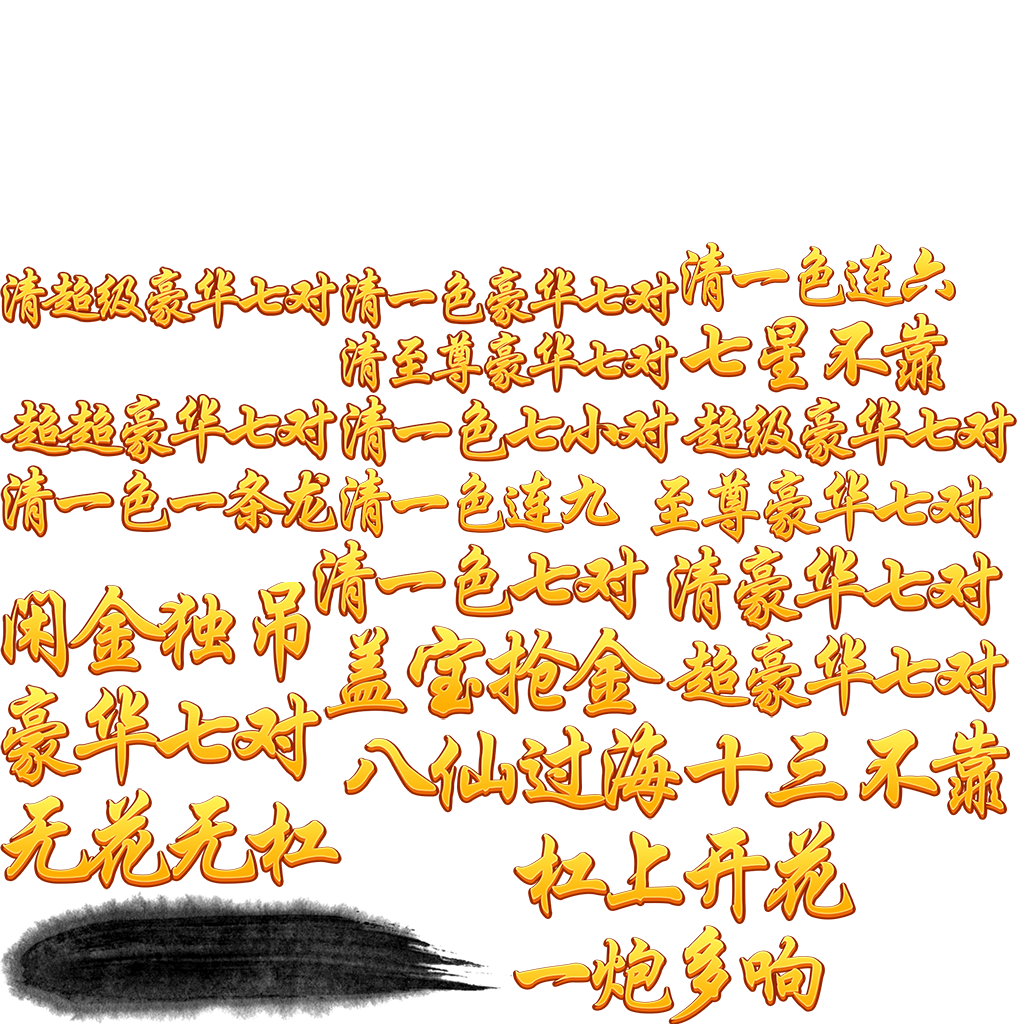 清超级豪华七对
清一色豪华七对
清一色连六
清至尊豪华七对
七星不靠
超超豪华七对
清一色七小对
超级豪华七对
清一色一条龙
清一色连九
至尊豪华七对
清一色七对
清豪华七对
闲金独吊
盖宝抢金
超豪华七对
豪华七对
八仙过海
十三不靠
无花无杠
杠上开花
一炮多响